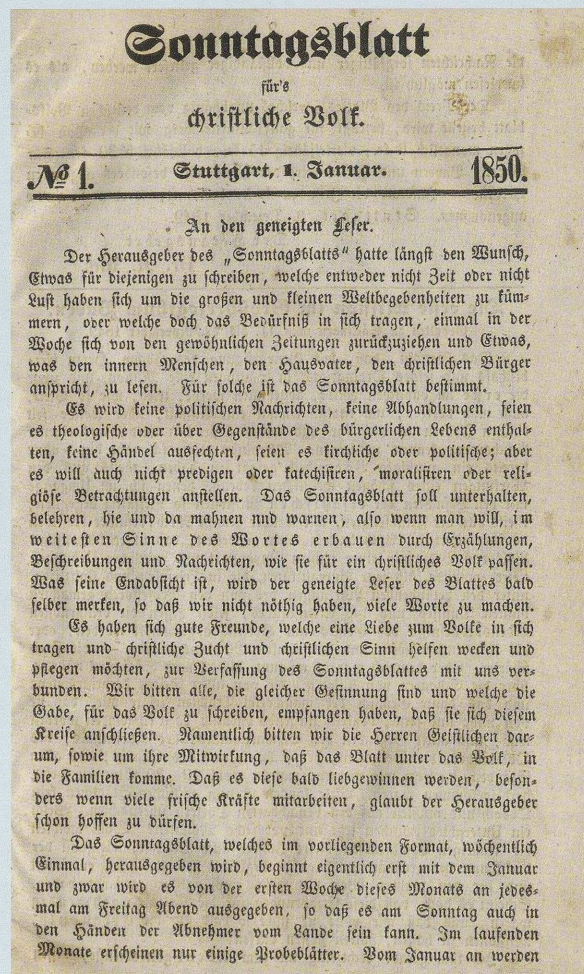 Sonntagsblatt
für's
christliche Volk.
No 1. Stuttgart, 1. Januar. 1850.
An den geneigten Leser.
Der Herausgeber des „Sonntagsblatts“ hatte längst den Wunsch,
Etwas für diejenigen zu schreiben, welche entweder nicht Zeit oder nicht
Lust haben sich um die großen und kleinen Weltbegebenheiten zu küm-
mern, oder welche doch das Bedürfniß in sich tragen, einmal in der
Woche sich von den gewöhnlichen Zeitungen zurückzuziehen und Etwas,
was den innern Menschen, den Hausvater, den christlichen Bürger
anspricht, zu lesen. Für solche ist das Sonntagsblatt bestimmt.
Es wird keine politischen Nachrichten, keine Abhandlungen, seien
es theologische oder über Gegenstände des bürgerlichen Lebens enthal-
ten, keine Händel ausfechten, seien es kirchliche oder politische; aber
es will auch nicht predigen oder katechisiren, moralisiren oder reli-
giöse Betrachtungen anstellen. Das Sonntagsblatt soll unterhalten,
belehren, hie und da mahnen nnd warnen, also wenn man will, im
weitesten Sinne des Wortes erbauen durch Erzählungen,
Beschreibungen und Nachrichten, wie sie für ein christliches Volk passen.
Was seine Endabsicht ist, wird der geneigte Leser des Blattes bald
selber merken, so daß wir nicht nöthig haben, viele Worte zu machen.
Es haben sich gute Freunde, welche eine Liebe zum Volke in sich
tragen und christliche Zucht und christlichen Sinn helfen wecken und
pflegen möchten, zur Verfassung des Sonntagsblattes mit uns ver-
bunden. Wir bitten alle, die gleicher Gesinnung sind und welche die
Gabe, für das Volk zu schreiben, empfangen haben, daß sie sich diesem
Kreise anschließen. Namentlich bitten wir die Herren Geistlichen dar-
um, sowie um ihre Mitwirkung, daß das Blatt unter das Volk, in
die Familien komme. Daß es diese bald liebgewinnen werden, beson-
ders wenn viele frische Kräfte mitarbeiten, glaubt der Herausgeber
schon hoffen zu dürfen.
Das Sonntagsblatt, welches im vorliegenden Format, wöchentlich
Einmal, herausgegeben wird, beginnt eigentlich erst mit dem Januar
und zwar wird es von der ersten Woche dieses Monats an jedes-
mal am Freitag Abend ausgegeben, so daß es am Sonntag auch in
den Händen der Abnehmer vom Lande sein kann. Im laufenden
Monate erscheinen nur einige Probeblätter. Vom Januar an werden